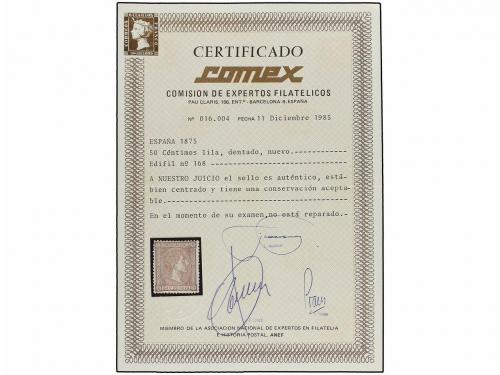 CERTIFICADO
comex
COMISION DE EXPERTOS FILATELICOS
PAU CLARIS, 166, ENT.º - BARCELONA-9. ESPAÑA
Nº 016.004 FECHA 11 Diciembre 1985
ESPAÑA 1875
50 Céntimos lila, dentado, nuevo.
Edifil nº 168
A NUESTRO JUICIO el sello es auténtico, está
bien centrado y tiene una conservación acepta-
ble.
En el momento de su examen, no está reparado.
MIEMBRO DE LA ASOCIACION NACIONAL DE EXPERTOS EN FILATELIA
E HISTORIA POSTAL. ANEF